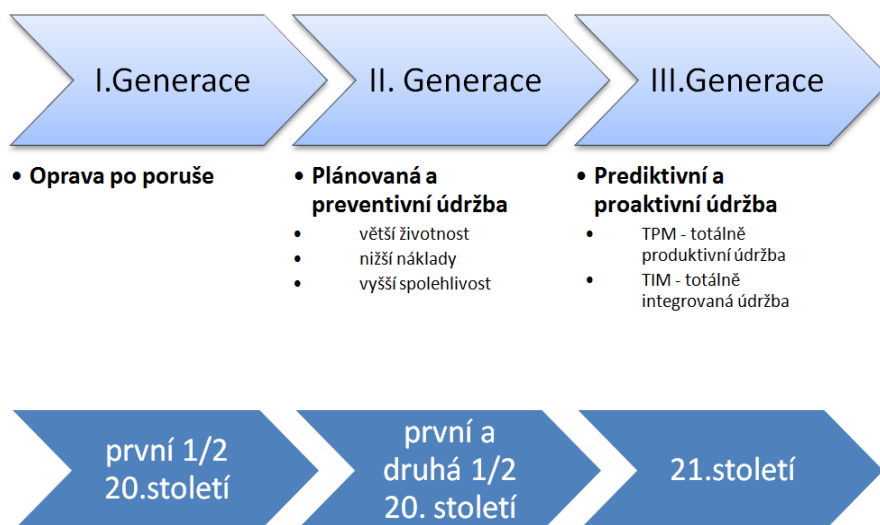 I.Generace
II. Generace
III.Generace
• Oprava po poruše
• Plánovaná a
preventivní údržba
• větší životnost
• nižší náklady
• vyšší spolehlivost
• Prediktivní a
proaktivní údržba
• TPM - totálně
produktivní údržba
• TIM - totálně
integrovaná údržba
první 1/2
20.století
první a
druhá 1/2
20. století
21.století